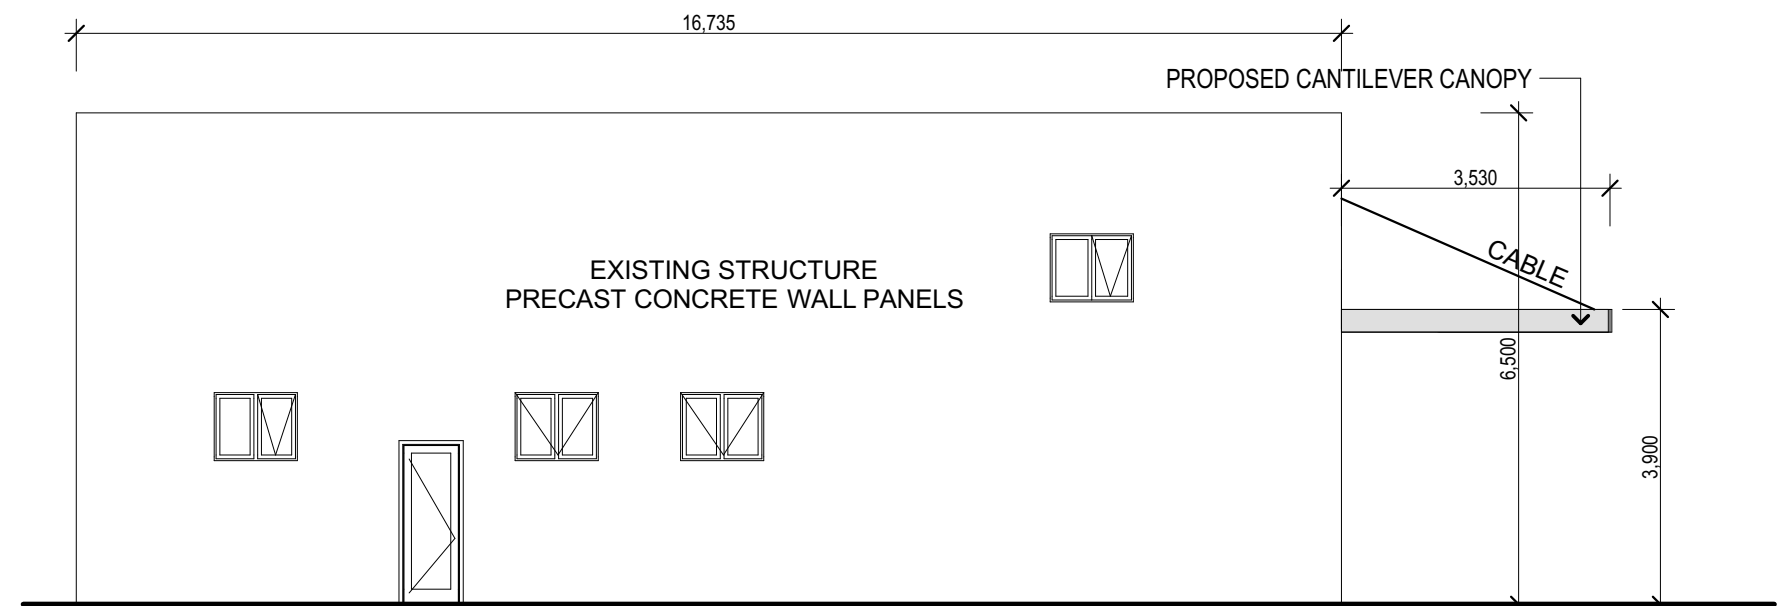 16,735
PROPOSED CANTILEVER CANOPY
3,530
CABLE
EXISTING STRUCTURE
PRECAST CONCRETE WALL PANELS
6,500
3,900